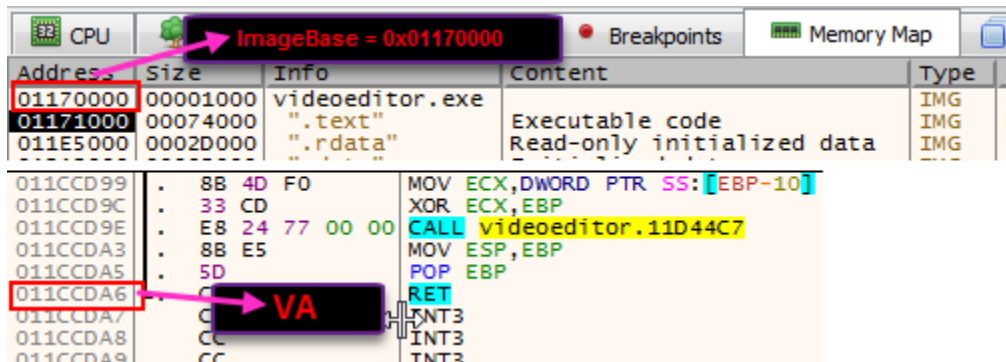 CPU ImageBase = 0x01170000 Breakpoints Memory Map
Address Size Info Content Type
01170000 00001000 videoeditor.exe IMG
01171000 00074000 ".text" Executable code IMG
011E5000 0002D000 ".rdata" Read-only initialized data IMG
011CCD99 . 8B 4D F0 MOV ECX,DWORD PTR SS:[EBP-10]
011CCD9C . 33 CD XOR ECX,EBP
011CCD9E . E8 24 77 00 00 CALL videoeditor.11D44C7
011CCDA3 . 8B E5 MOV ESP,EBP
011CCDA5 . 5D POP EBP
011CCDA6 . VA RET
011CCDA7 INT3
011CCDA8 CC INT3
011CCDA9 CC INT3